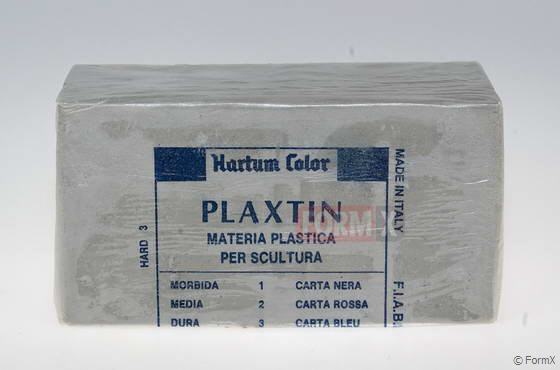 Hartum Color
PLAXTIN
FORM X
MATERIA PLASTICA
PER SCULTURA
MORBIDA 1 CARTA NERA
MEDIA 2 CARTA ROSSA
DURA 3 CARTA BLEU
HARD 3
MADE IN ITALY
© FormX